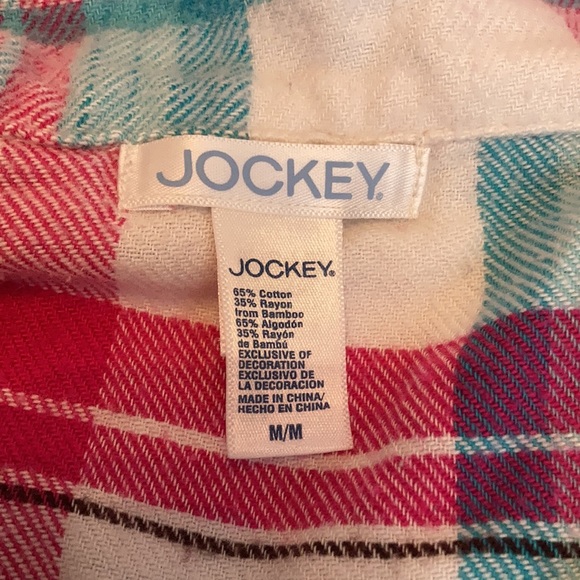 JOCKEY®
JOCKEY®
65% Cotton
35% Rayon
from Bamboo
65% Algodón
35% Rayón
de Bambú
EXCLUSIVE OF
DECORATION
EXCLUSIVO DE
LA DECORACION
MADE IN CHINA/
HECHO EN CHINA
M/M